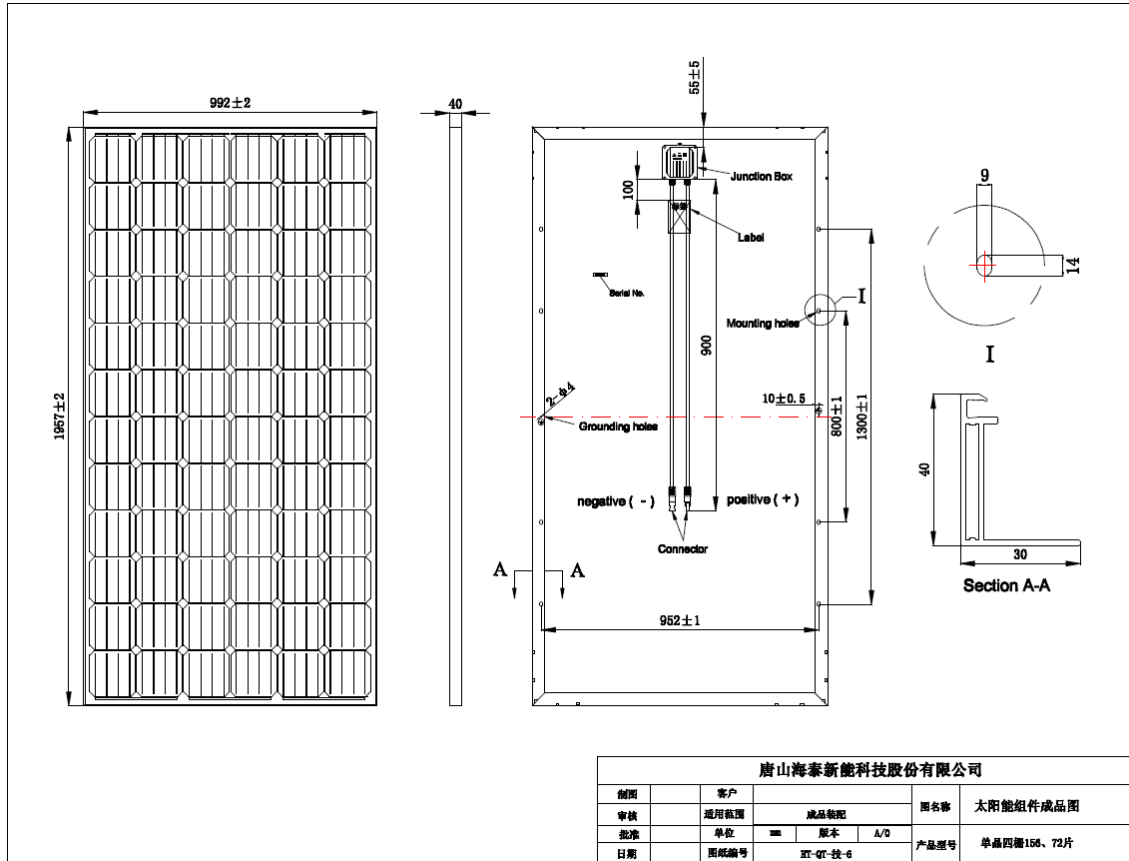 992±2
40
55±5
1957±2
100
Junction Box
Label
Serial No.
9
14
I
I
Mounting holes
900
2-φ4
Grounding holes
10±0.5
800±1
1300±1
negative ( - )
positive ( + )
Connector
A
A
952±1
40
30
Section A-A
唐山海泰新能科技股份有限公司
制图
客户
图名称
太阳能组件成品图
审核
适用范围
成品装配
批准
单位
mm
版本
A/0
产品型号
单晶四栅156、72片
日期
图纸编号
HT-QT-技-6